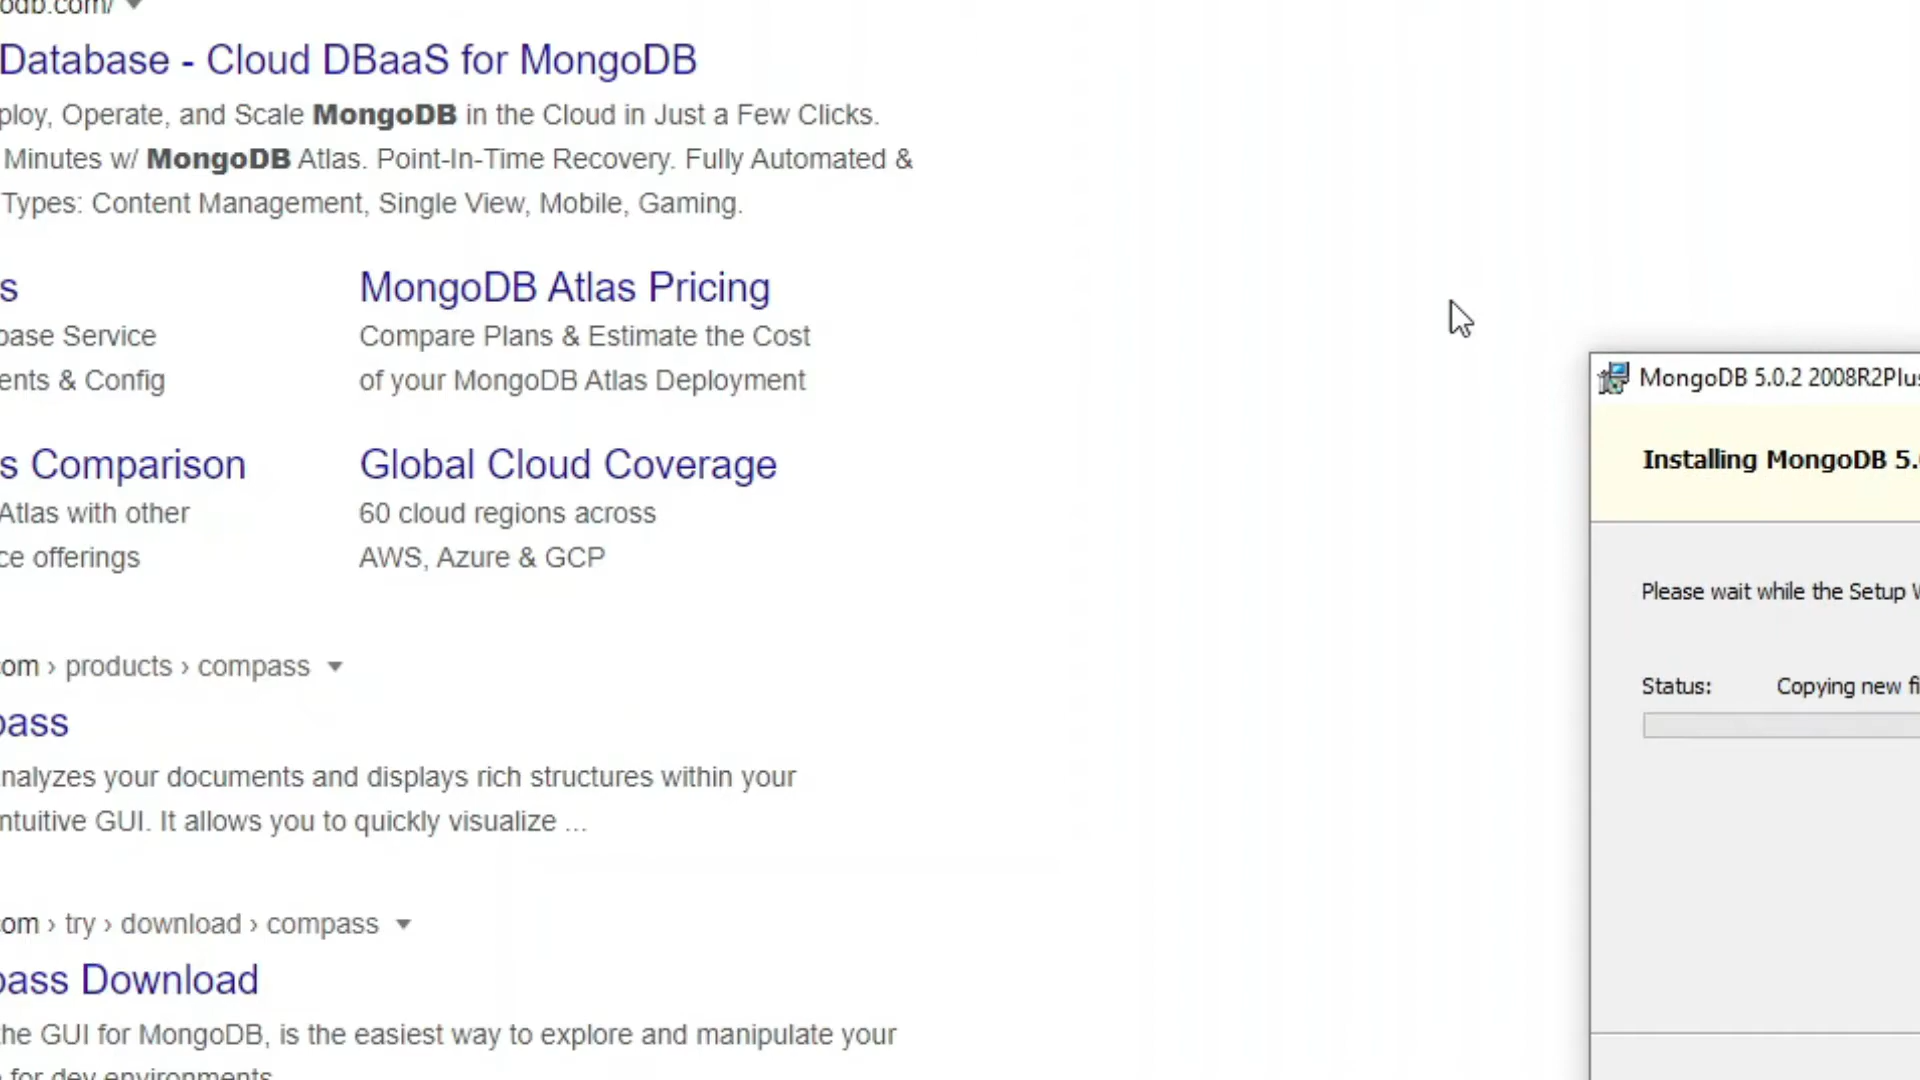 Database - Cloud DBaaS for MongoDB
ploy, Operate, and Scale MongoDB in the Cloud in Just a Few Clicks.
Minutes w/ MongoDB Atlas. Point-In-Time Recovery. Fully Automated &
Types: Content Management, Single View, Mobile, Gaming.
s
MongoDB Atlas Pricing
base Service
Compare Plans & Estimate the Cost
ents & Config
of your MongoDB Atlas Deployment
s Comparison
Global Cloud Coverage
Atlas with other
60 cloud regions across
ce offerings
AWS, Azure & GCP
com › products › compass
pass
nalyzes your documents and displays rich structures within your
ntuitive GUI. It allows you to quickly visualize ...
com › try › download › compass
pass Download
he GUI for MongoDB, is the easiest way to explore and manipulate your
for dev environments
MongoDB 5.0.2 2008R2Plus
Installing MongoDB 5.
Please wait while the Setup
Status: Copying new fi